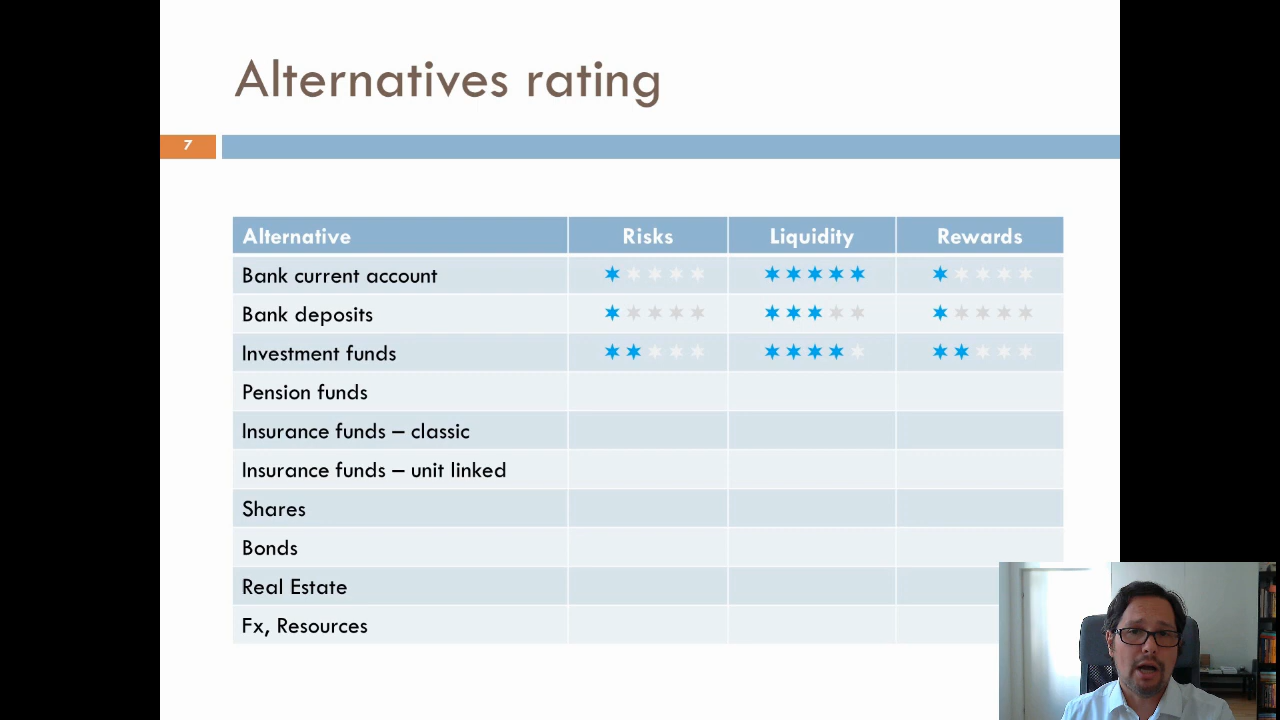 Alternatives rating
7
Alternative Risks Liquidity Rewards
Bank current account
Bank deposits
Investment funds
Pension funds
Insurance funds – classic
Insurance funds – unit linked
Shares
Bonds
Real Estate
Fx, Resources